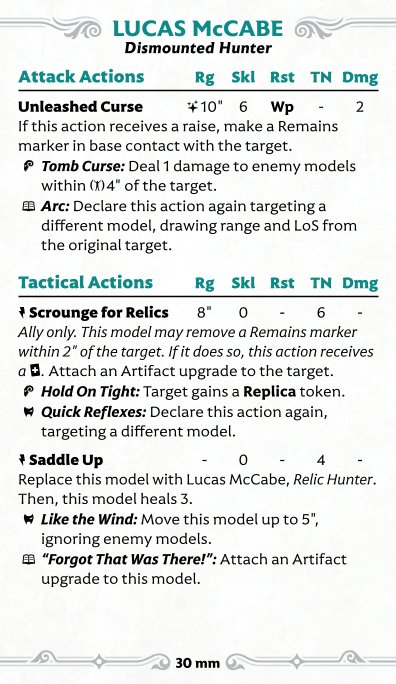 LUCAS McCABE
Dismounted Hunter
Attack Actions Rg Skl Rst TN Dmg
Unleashed Curse 10" 6 Wp - 2
If this action receives a raise, make a Remains
marker in base contact with the target.
Tomb Curse: Deal 1 damage to enemy models
within 4" of the target.
Arc: Declare this action again targeting a
different model, drawing range and LoS from
the original target.
Tactical Actions Rg Skl Rst TN Dmg
Scrounge for Relics 8" 0 - 6 -
Ally only. This model may remove a Remains marker
within 2" of the target. If it does so, this action receives
a . Attach an Artifact upgrade to the target.
Hold On Tight: Target gains a Replica token.
Quick Reflexes: Declare this action again,
targeting a different model.
Saddle Up - 0 - 4 -
Replace this model with Lucas McCabe, Relic Hunter.
Then, this model heals 3.
Like the Wind: Move this model up to 5",
ignoring enemy models.
“Forgot That Was There!”: Attach an Artifact
upgrade to this model.
30 mm